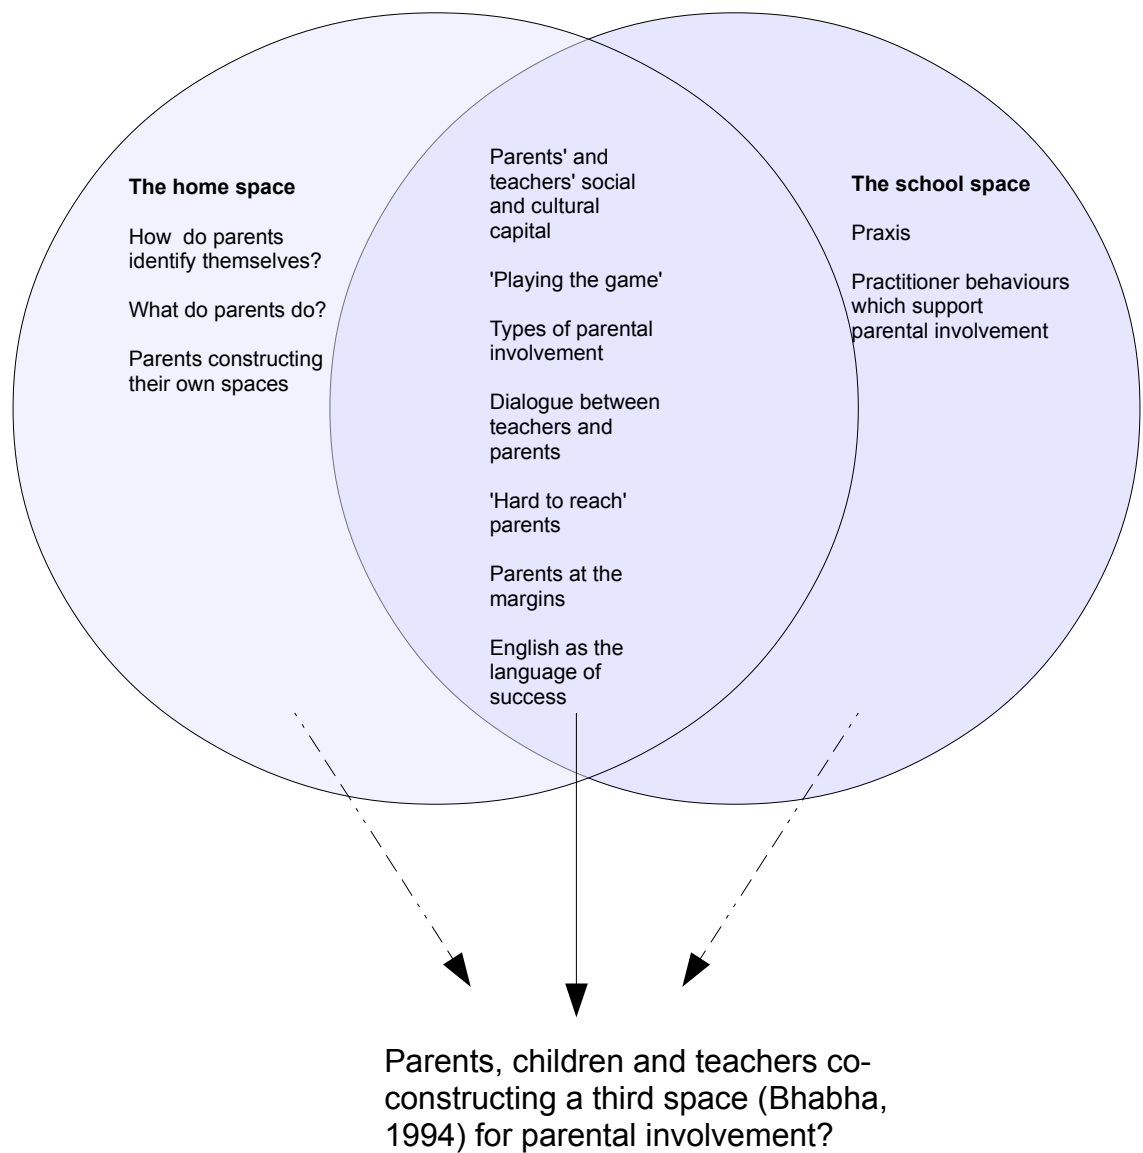 The home space
How  do parents
identify themselves?
What do parents do?
Parents constructing
their own spaces
Parents' and
teachers' social
and cultural
capital
'Playing the game'
Types of parental
involvement
Dialogue between
teachers and
parents
'Hard to reach'
parents
Parents at the
margins
English as the
language of
success
The school space
Praxis
Practitioner behaviours
which support
parental involvement
Parents, children and teachers co-
constructing a third space (Bhabha,
1994) for parental involvement?